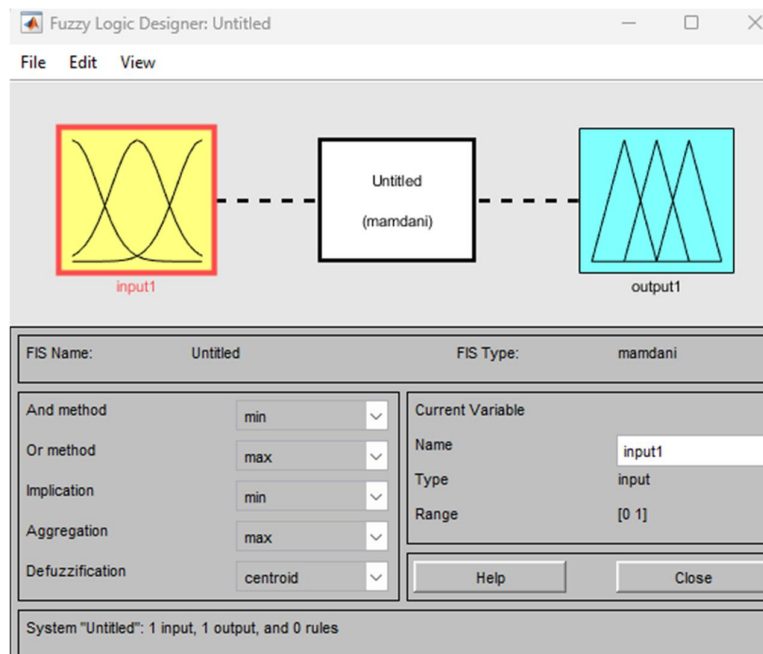 Fuzzy Logic Designer: Untitled
File Edit View
Untitled
(mamdani)
input1
output1
FIS Name: Untitled FIS Type: mamdani
And method min
Or method max
Implication min
Aggregation max
Defuzzification centroid
Current Variable
Name input1
Type input
Range [0 1]
Help Close
System "Untitled": 1 input, 1 output, and 0 rules